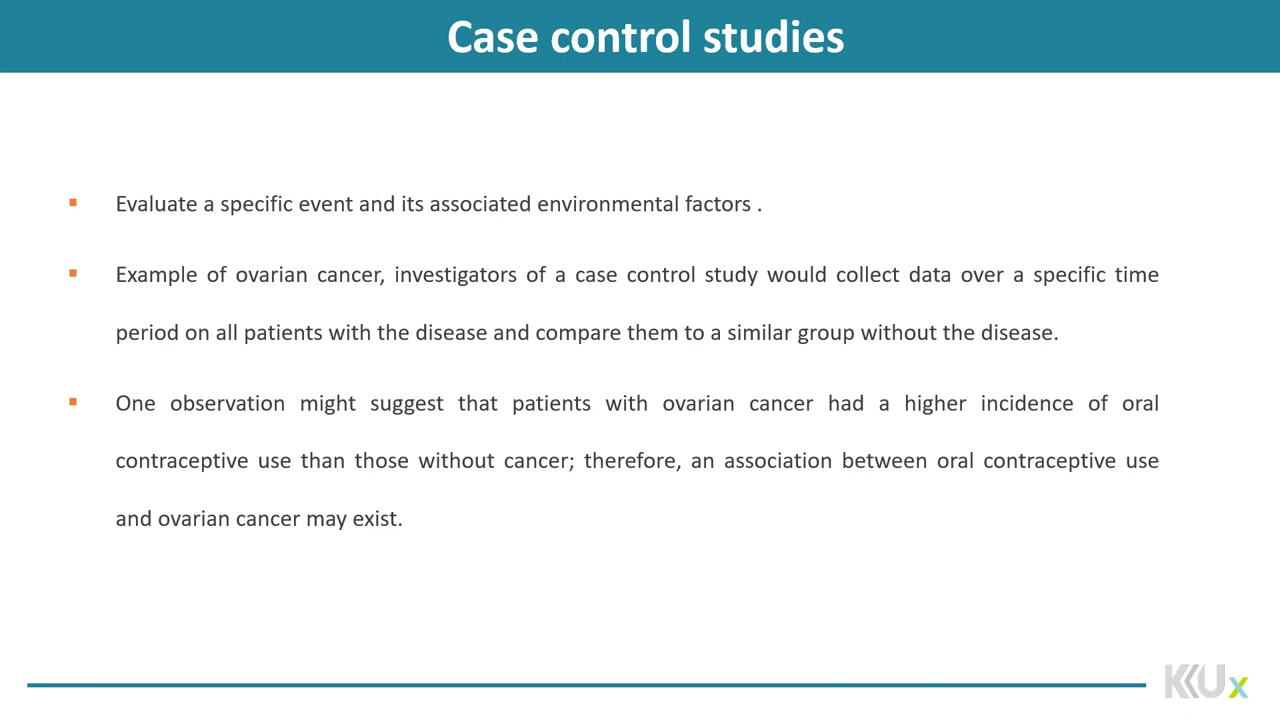 Case control studies
▪ Evaluate a specific event and its associated environmental factors .
▪ Example of ovarian cancer, investigators of a case control study would collect data over a specific time
period on all patients with the disease and compare them to a similar group without the disease.
▪ One observation might suggest that patients with ovarian cancer had a higher incidence of oral
contraceptive use than those without cancer; therefore, an association between oral contraceptive use
and ovarian cancer may exist.
KKUx